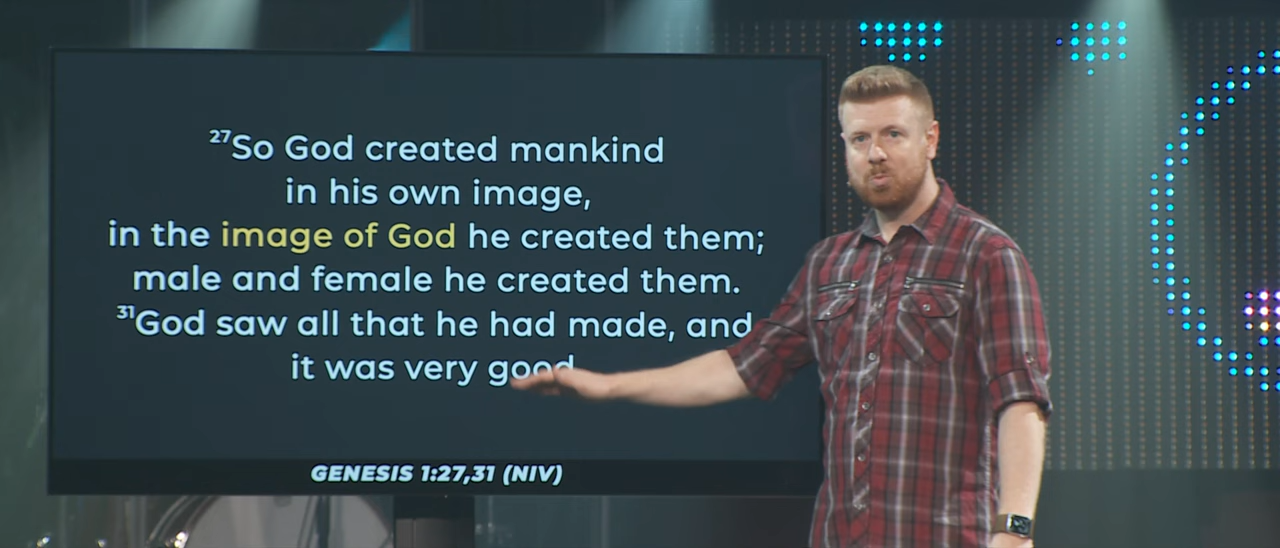 ²⁷So God created mankind
in his own image,
in the image of God he created them;
male and female he created them.
³¹God saw all that he had made, and
it was very good
GENESIS 1:27,31 (NIV)